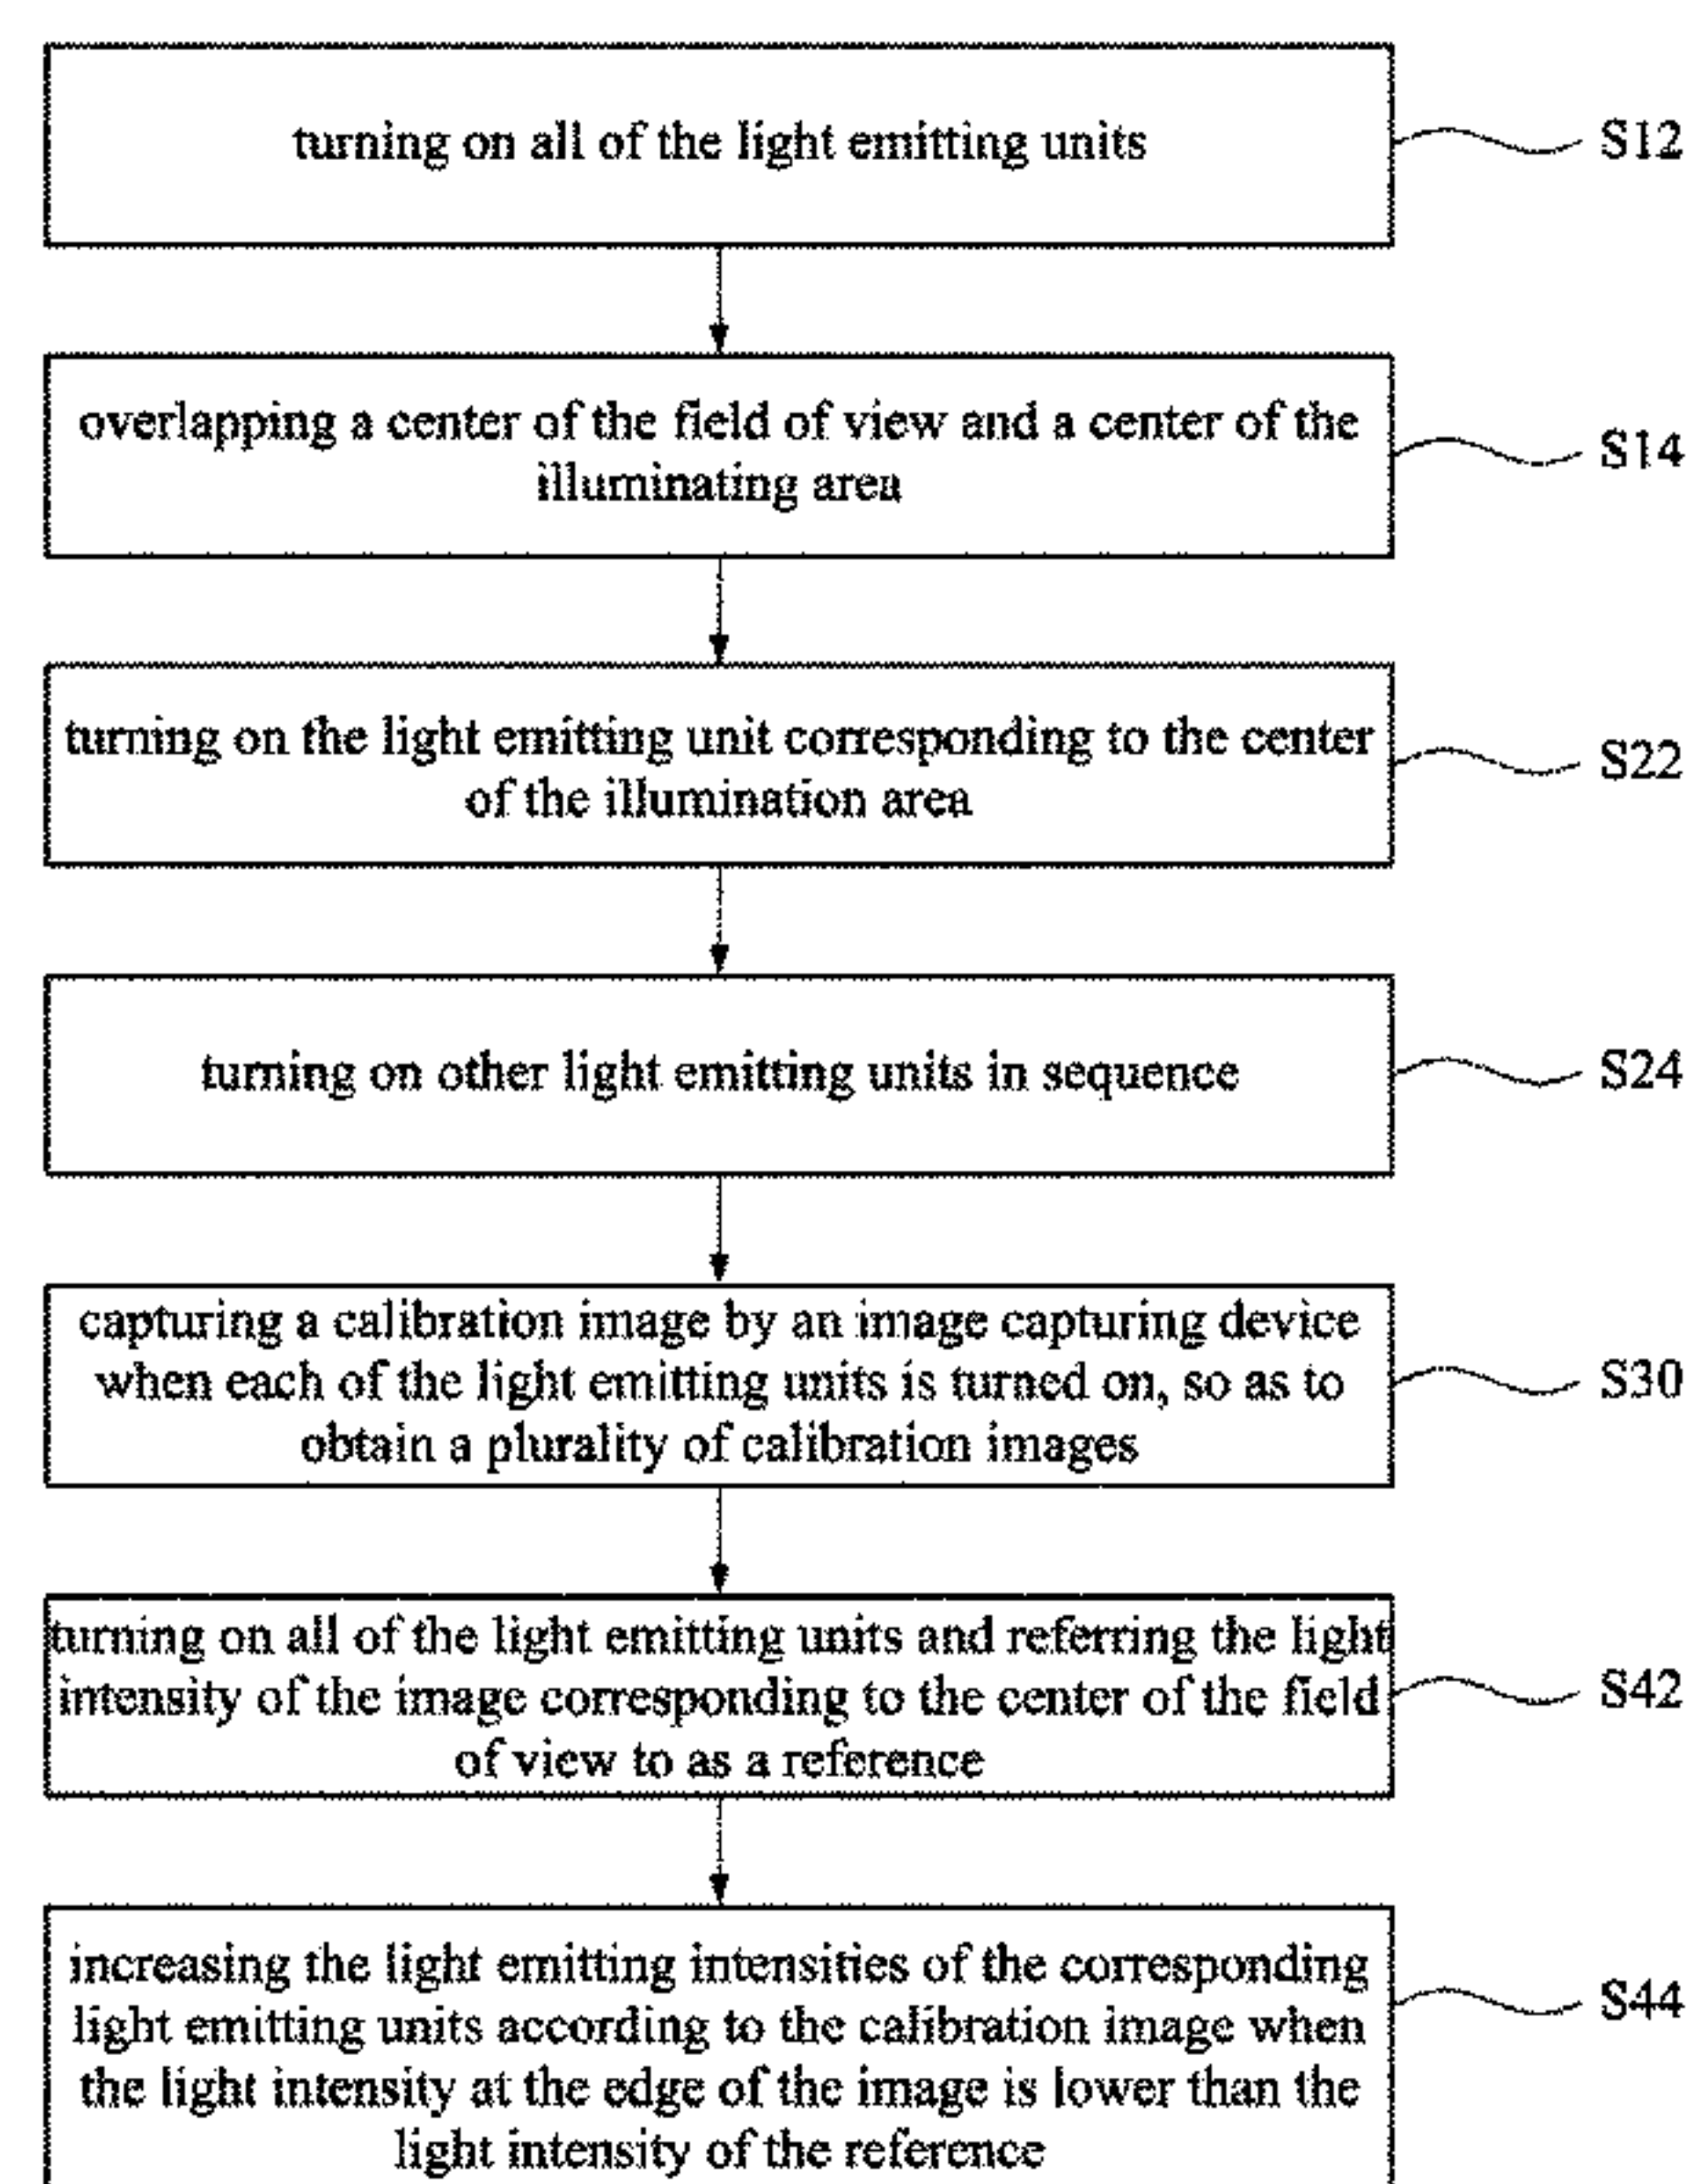 turning on all of the light emitting units
S12
overlapping a center of the field of view and a center of the
illuminating area
S14
turning on the light emitting unit corresponding to the center
of the illumination area
S22
turning on other light emitting units in sequence
S24
capturing a calibration image by an image capturing device
when each of the light emitting units is turned on, so as to
obtain a plurality of calibration images
S30
turning on all of the light emitting units and referring the light
intensity of the image corresponding to the center of the field
of view to as a reference
S42
increasing the light emitting intensities of the corresponding
light emitting units according to the calibration image when
the light intensity at the edge of the image is lower than the
light intensity of the reference
S44